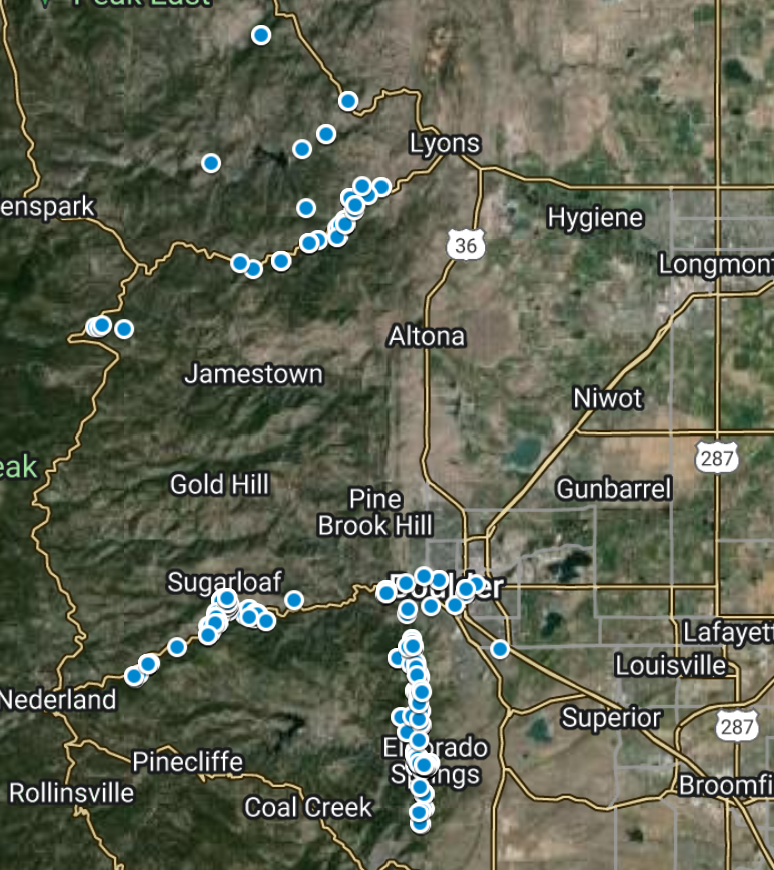 Peak East
Lyons
enspark
Hygiene
36
Longmont
Altona
Jamestown
Niwot
eak
287
Gold Hill
Gunbarrel
Pine
Brook Hill
Sugarloaf
Boulder
Lafayett
Louisville
Nederland
Superior
287
Eldorado
Springs
Pinecliffe
Rollinsville
Coal Creek
Broomfi